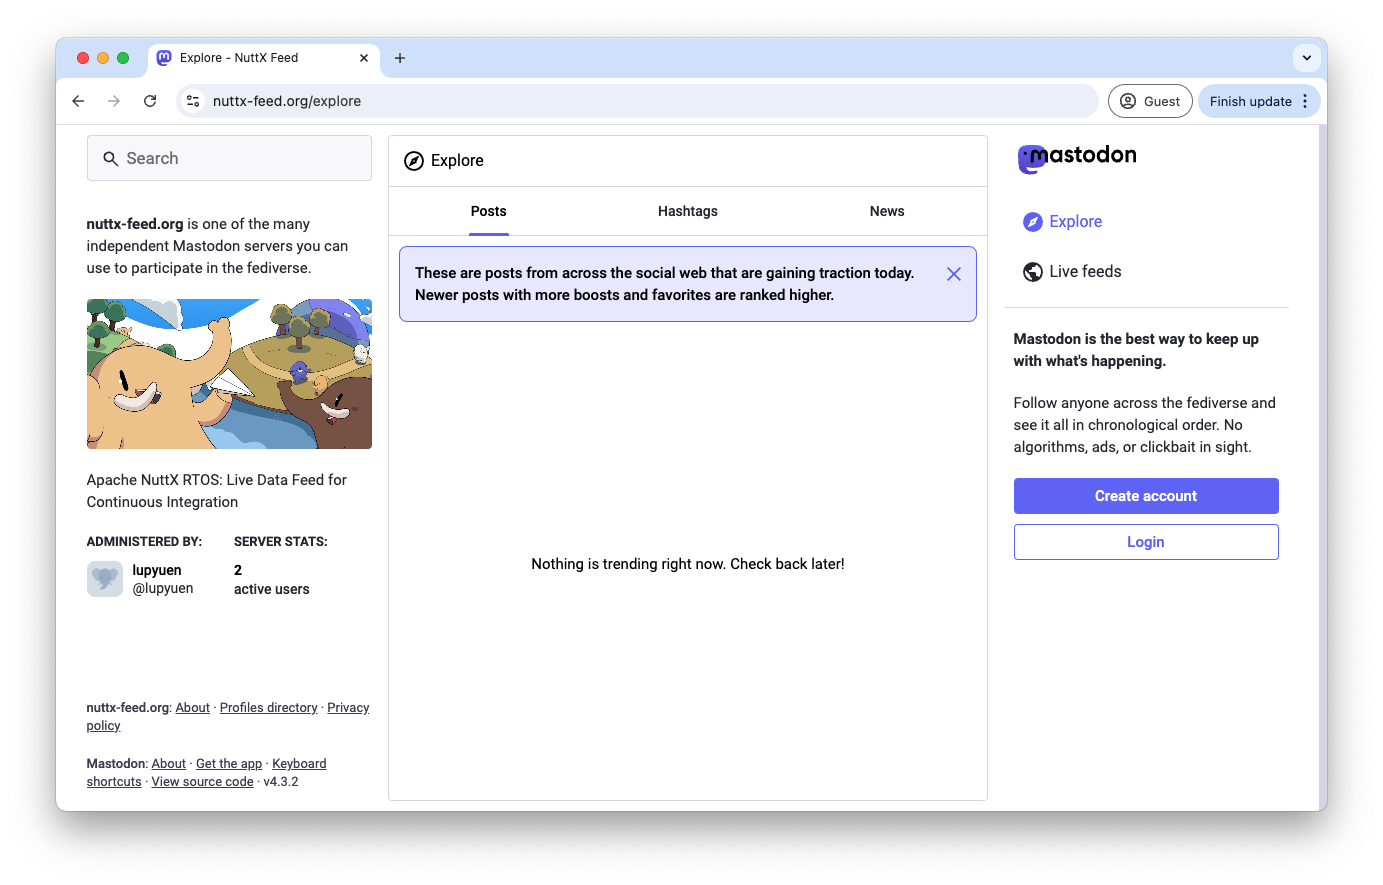 Explore - NuttX Feed
nuttx-feed.org/explore
Guest
Finish update
Search
nuttx-feed.org is one of the many
independent Mastodon servers you can
use to participate in the fediverse.
Apache NuttX RTOS: Live Data Feed for
Continuous Integration
ADMINISTERED BY:
lupyuen
@lupyuen
SERVER STATS:
2
active users
nuttx-feed.org: About · Profiles directory · Privacy
policy
Mastodon: About · Get the app · Keyboard
shortcuts · View source code · v4.3.2
Explore
Posts
Hashtags
News
These are posts from across the social web that are gaining traction today.
Newer posts with more boosts and favorites are ranked higher.
Nothing is trending right now. Check back later!
mastodon
Explore
Live feeds
Mastodon is the best way to keep up
with what's happening.
Follow anyone across the fediverse and
see it all in chronological order. No
algorithms, ads, or clickbait in sight.
Create account
Login